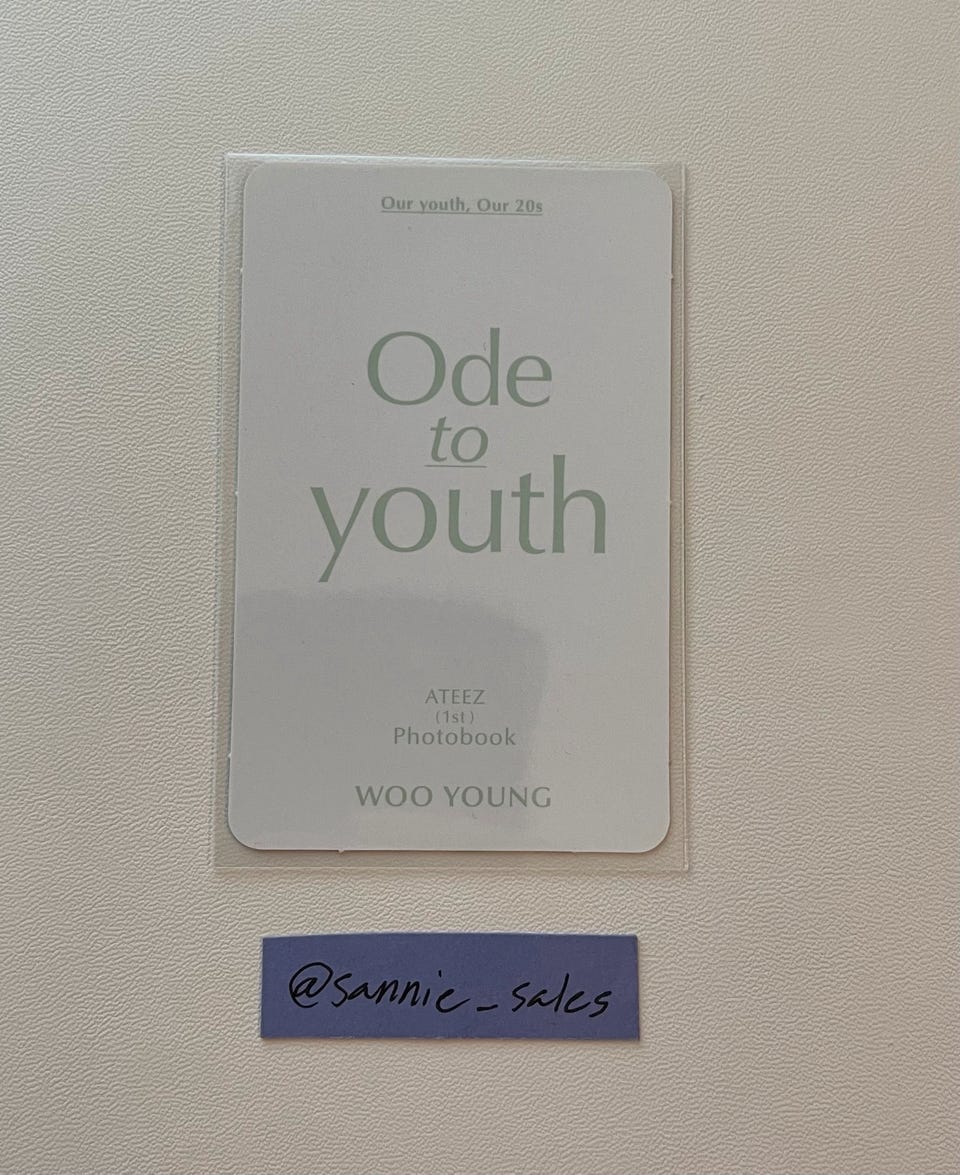 Our youth, Our 20s
Ode
to
youth
ATEEZ
(1st)
Photobook
WOO YOUNG
@sannie_sales